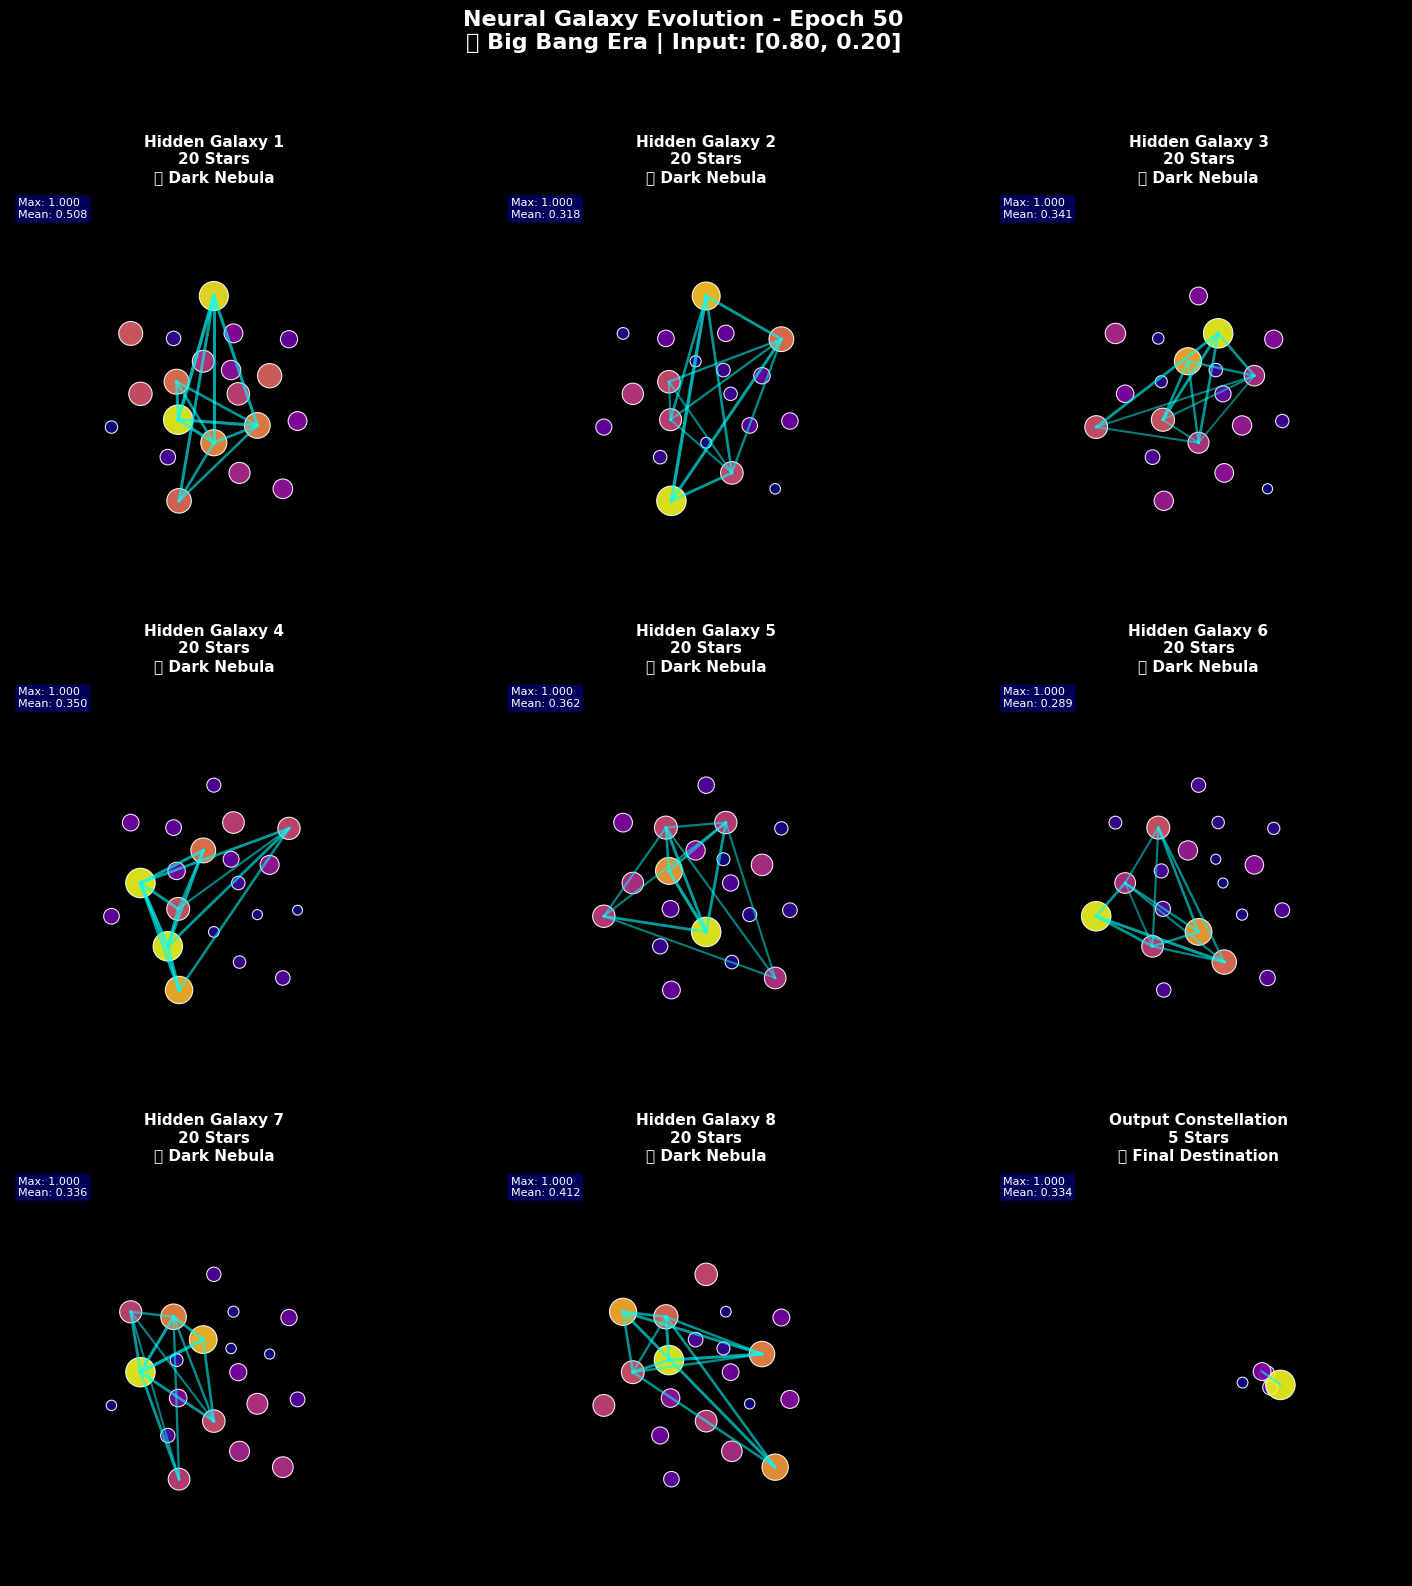 Neural Galaxy Evolution - Epoch 50
▯ Big Bang Era | Input: [0.80, 0.20]
Hidden Galaxy 1
20 Stars
▯ Dark Nebula
Max: 1.000
Mean: 0.508
Hidden Galaxy 2
20 Stars
▯ Dark Nebula
Max: 1.000
Mean: 0.318
Hidden Galaxy 3
20 Stars
▯ Dark Nebula
Max: 1.000
Mean: 0.341
Hidden Galaxy 4
20 Stars
▯ Dark Nebula
Max: 1.000
Mean: 0.350
Hidden Galaxy 5
20 Stars
▯ Dark Nebula
Max: 1.000
Mean: 0.362
Hidden Galaxy 6
20 Stars
▯ Dark Nebula
Max: 1.000
Mean: 0.289
Hidden Galaxy 7
20 Stars
▯ Dark Nebula
Max: 1.000
Mean: 0.336
Hidden Galaxy 8
20 Stars
▯ Dark Nebula
Max: 1.000
Mean: 0.412
Output Constellation
5 Stars
▯ Final Destination
Max: 1.000
Mean: 0.334